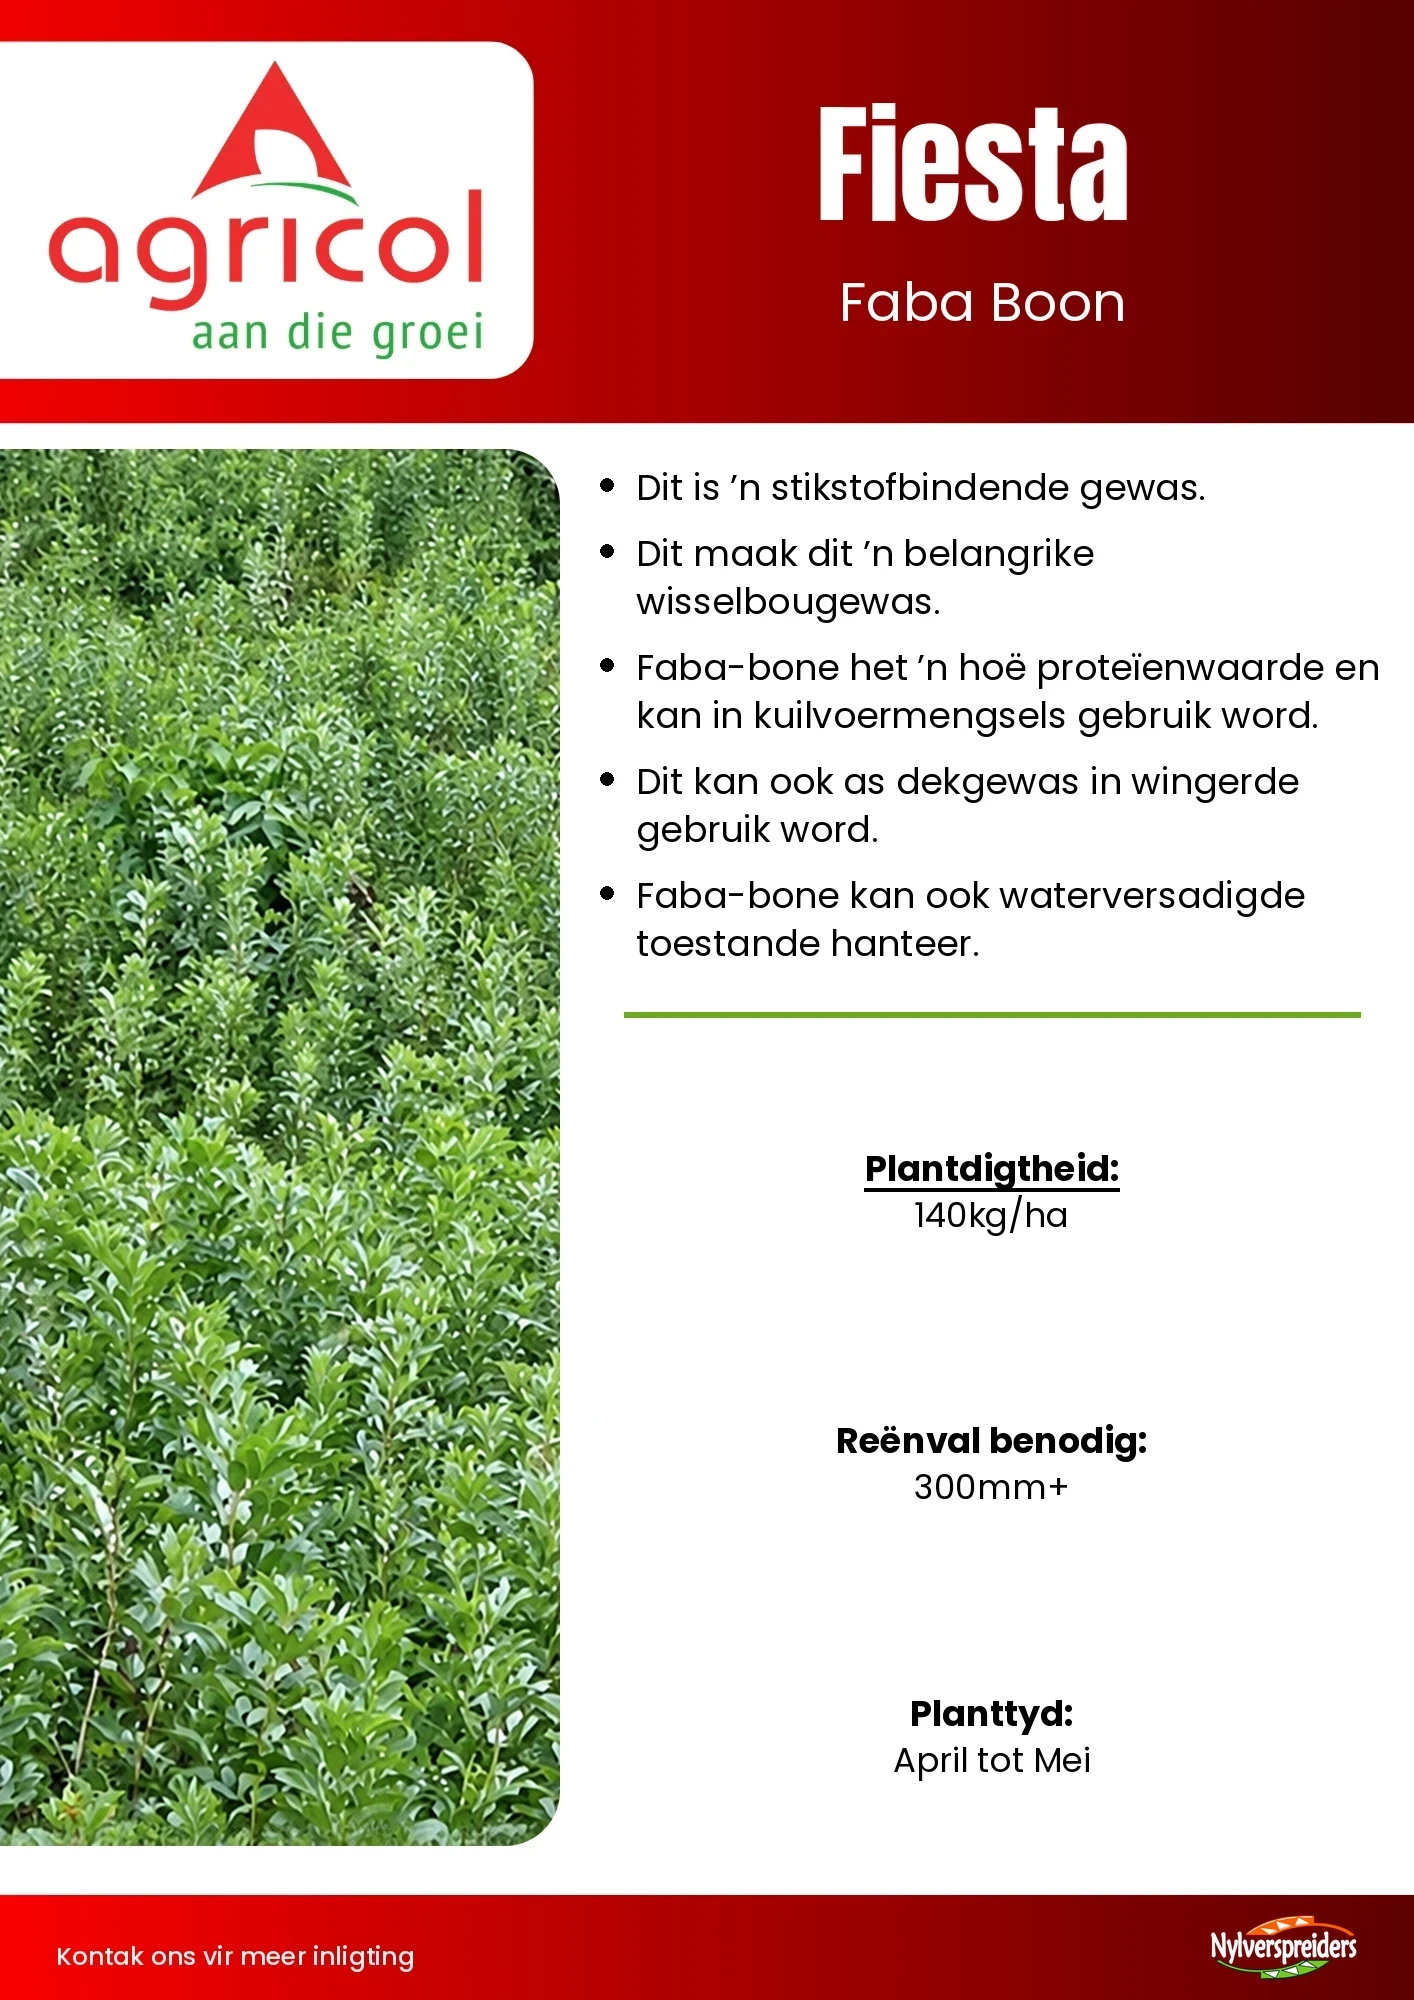 agricol
aan die groei
Fiesta
Faba Boon
• Dit is ’n stikstofbindende gewas.
• Dit maak dit ’n belangrike
wisselbougewas.
• Faba-bone het ’n hoë proteïenwaarde en
kan in kuilvoermengsels gebruik word.
• Dit kan ook as dekgewas in wingerde
gebruik word.
• Faba-bone kan ook waterversadigde
toestande hanteer.
Plantdigtheid:
140kg/ha
Reënval benodig:
300mm+
Planttyd:
April tot Mei
Kontak ons vir meer inligting
Nylverspreiders